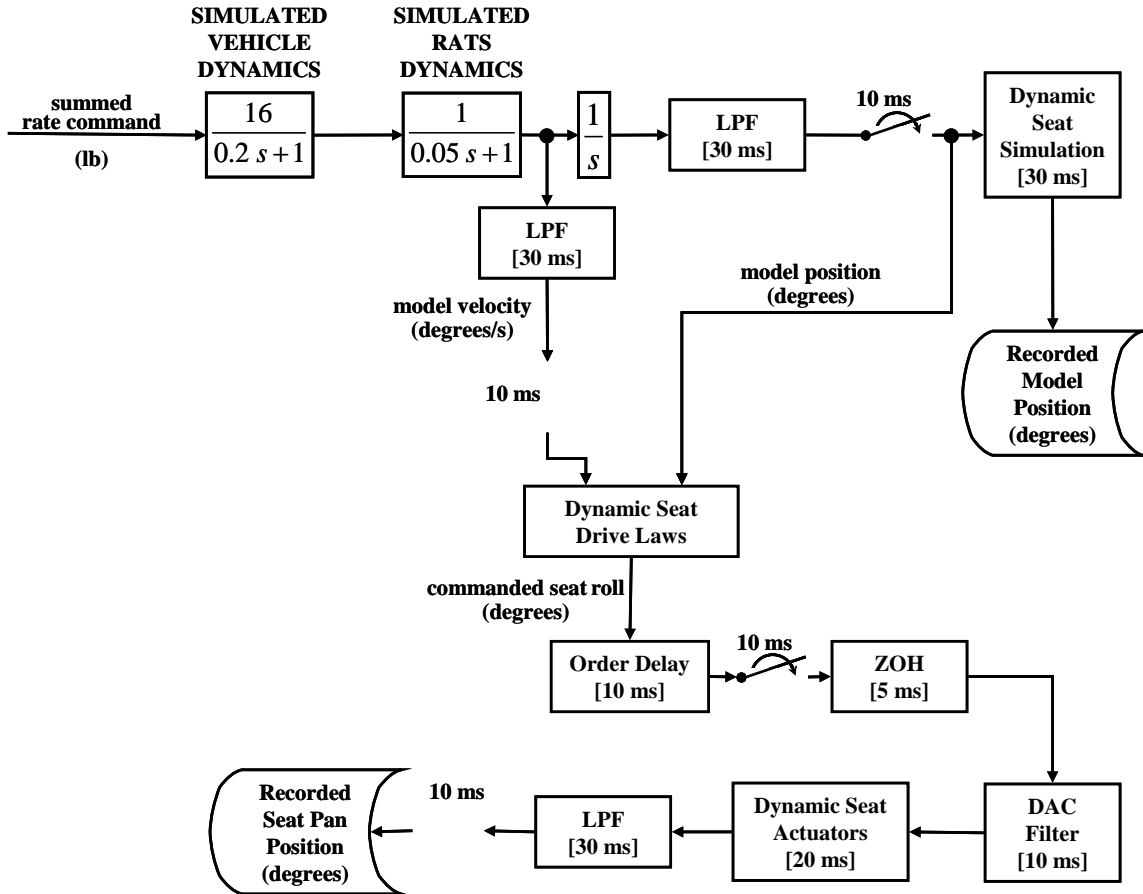 SIMULATED
VEHICLE
DYNAMICS
SIMULATED
RATS
DYNAMICS
summed
rate command
(lb)
16
0.2 s+1
1
0.05 s+1
1
s
LPF
[30 ms]
10 ms
Dynamic
Seat
Simulation
[30 ms]
LPF
[30 ms]
model velocity
(degrees/s)
model position
(degrees)
10 ms
Recorded
Model
Position
(degrees)
Dynamic Seat
Drive Laws
commanded seat roll
(degrees)
Order Delay
[10 ms]
10 ms
ZOH
[5 ms]
DAC
Filter
[10 ms]
Dynamic Seat
Actuators
[20 ms]
LPF
[30 ms]
10 ms
Recorded
Seat Pan
Position
(degrees)